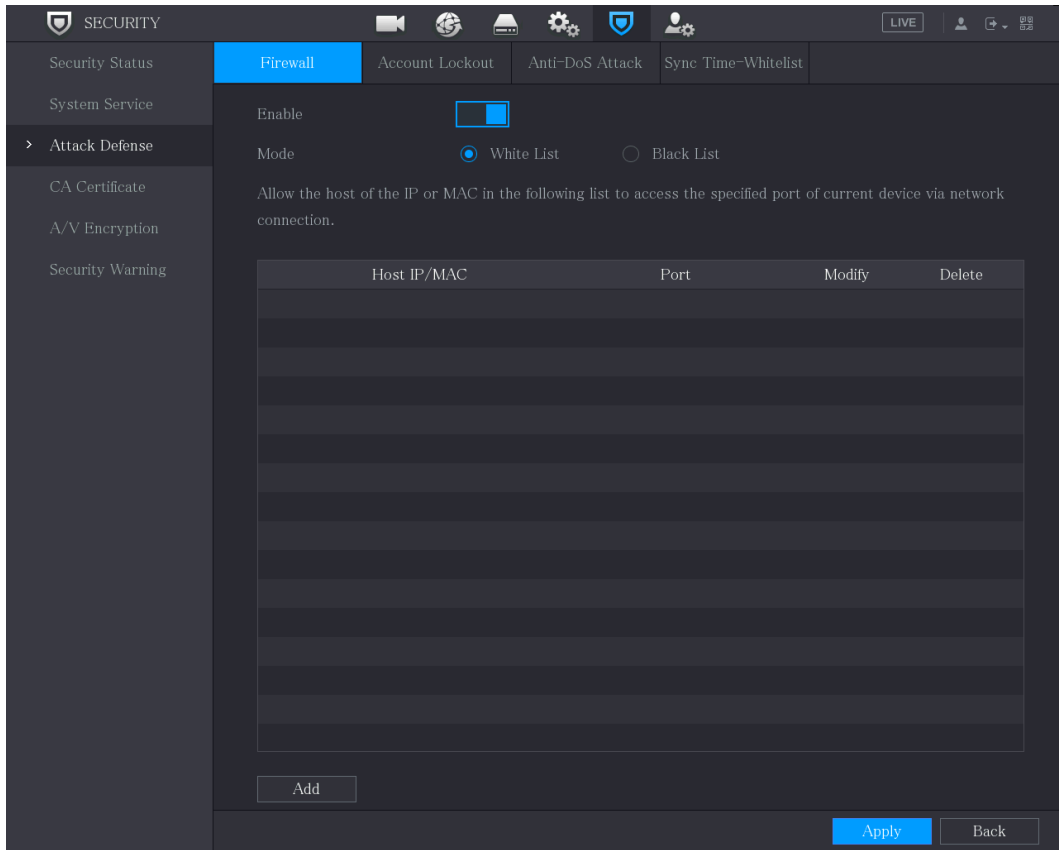 SECURITY
LIVE
Security Status
System Service
Attack Defense
CA Certificate
A/V Encryption
Security Warning
Firewall
Account Lockout
Anti-DoS Attack
Sync Time-Whitelist
Enable
Mode
White List
Black List
Allow the host of the IP or MAC in the following list to access the specified port of current device via network
connection.
Host IP/MAC
Port
Modify
Delete
Add
Apply
Back